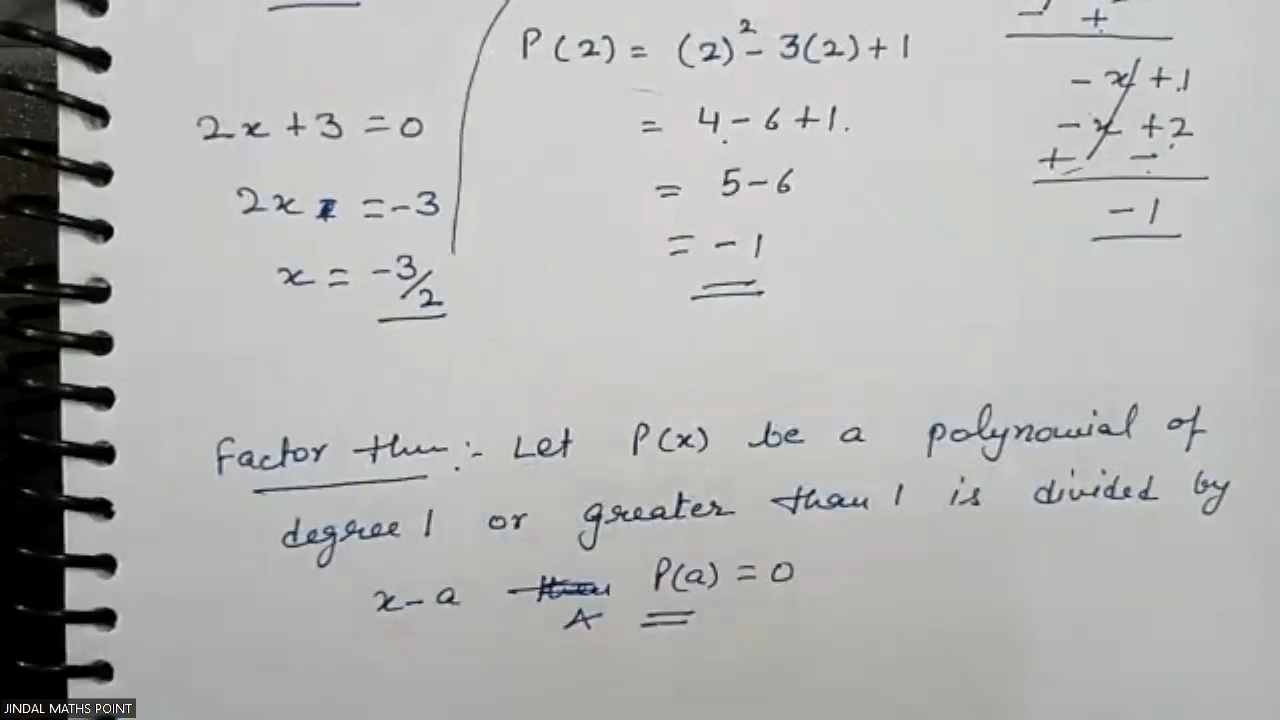 2x + 3 = 0
2x = -3
x = -3/2
P(2) = (2)² - 3(2) + 1
= 4 - 6 + 1.
= 5 - 6
= -1
- +
- x + 1
- x + 2
+ -
- 1
Factor thm :- Let P(x) be a polynomial of
degree 1 or greater than 1 is divided by
x - a P(a) = 0
JINDAL MATHS POINT